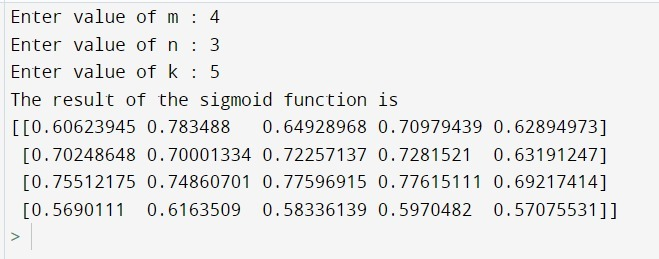 Enter value of m : 4
Enter value of n : 3
Enter value of k : 5
The result of the sigmoid function is
[[0.60623945 0.783488   0.64928968 0.70979439 0.62894973]
 [0.70248648 0.70001334 0.72257137 0.7281521  0.63191247]
 [0.75512175 0.74860701 0.77596915 0.77615111 0.69217414]
 [0.5690111  0.6163509  0.58336139 0.5970482  0.57075531]]
>